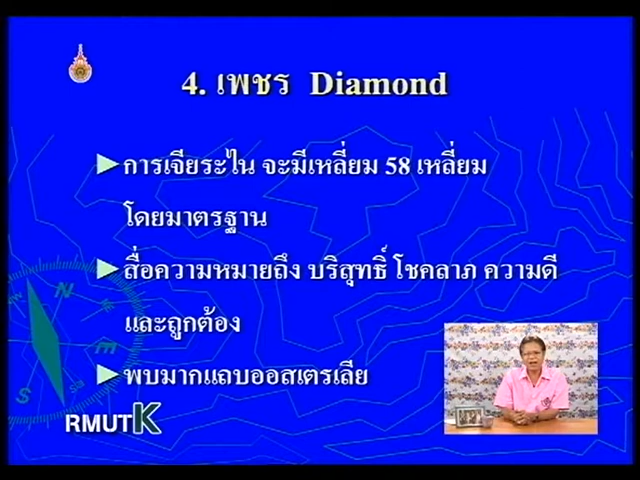 4. เพชร Diamond
การเจียระไน จะมีเหลี่ยม 58 เหลี่ยม
โดยมาตรฐาน
สื่อความหมายถึง บริสุทธิ์ โชคลาภ ความดี
และถูกต้อง
พบมากแถบออสเตรเลีย
N
E
S
RMUTK